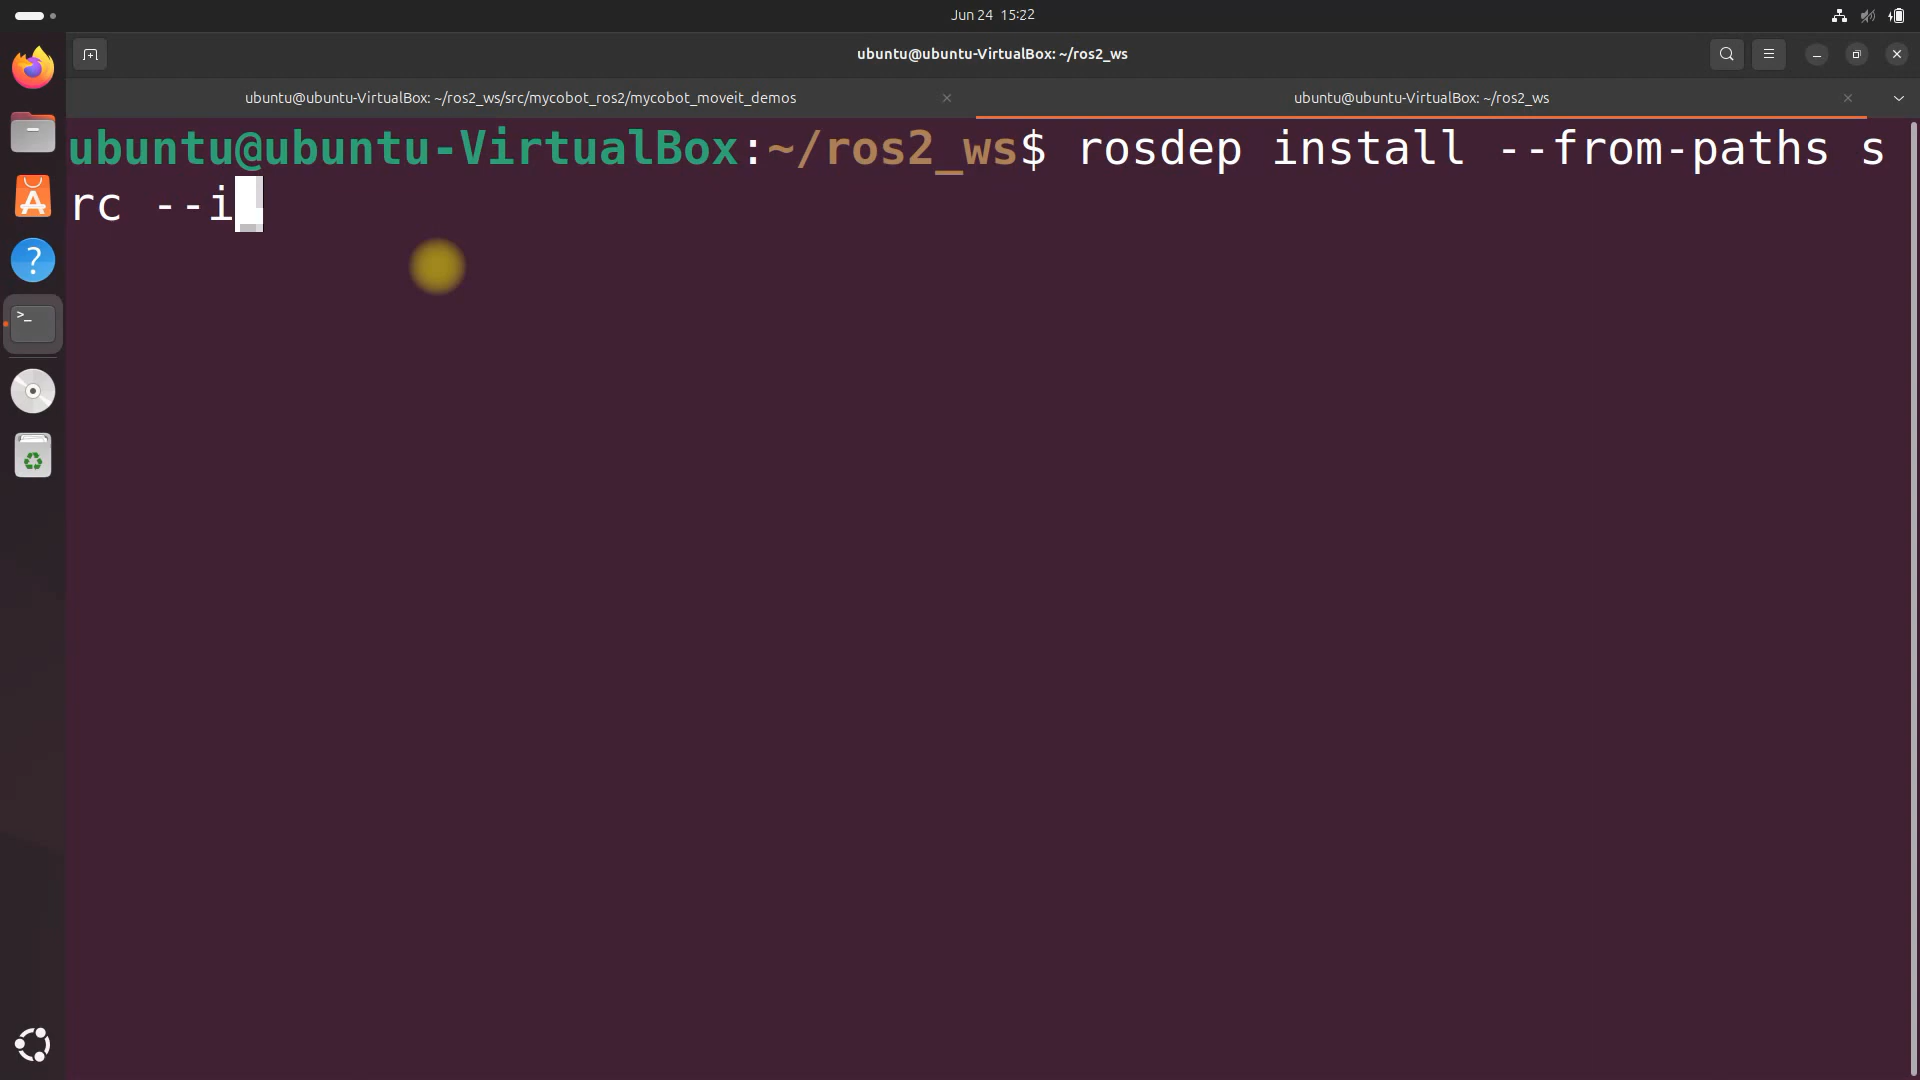 Jun 24 15:22
ubuntu@ubuntu-VirtualBox: ~/ros2_ws
ubuntu@ubuntu-VirtualBox: ~/ros2_ws/src/mycobot_ros2/mycobot_moveit_demos
ubuntu@ubuntu-VirtualBox: ~/ros2_ws
ubuntu@ubuntu-VirtualBox:~/ros2_ws$ rosdep install --from-paths s
rc --i